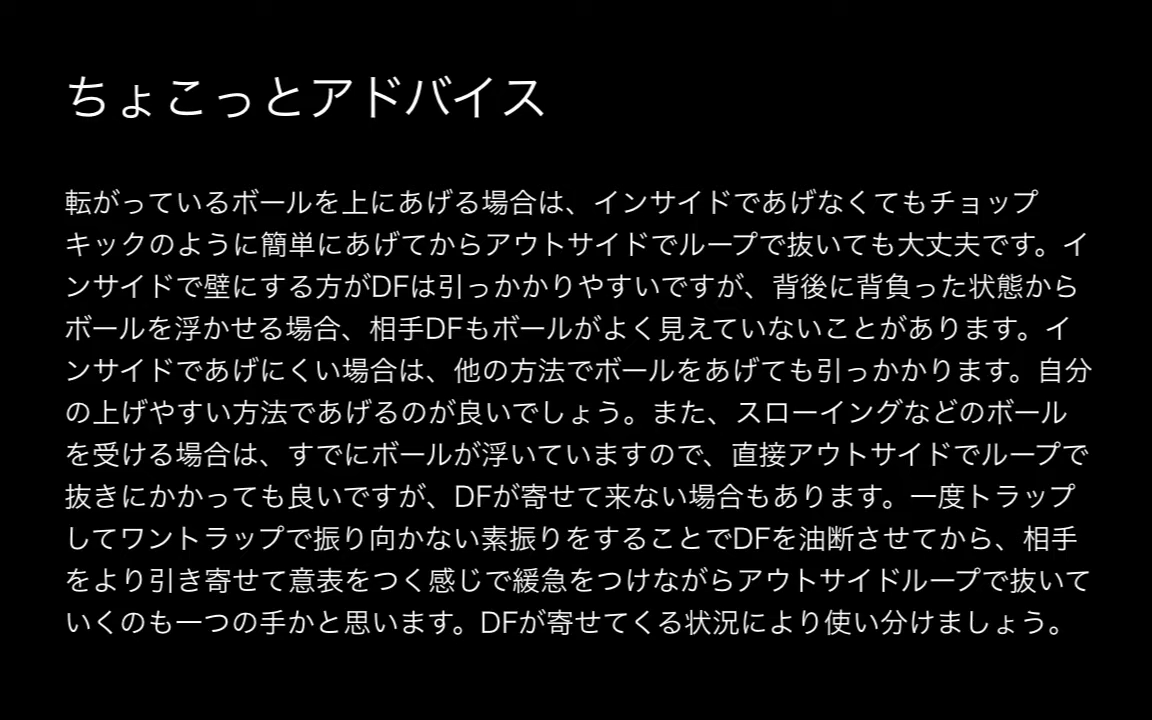 ちょこっとアドバイス
転がっているボールを上にあげる場合は、インサイドであげなくてもチョップ
キックのように簡単にあげてからアウトサイドでループで抜いても大丈夫です。イ
ンサイドで壁にする方がDFは引っかかりやすいですが、背後に背負った状態から
ボールを浮かせる場合、相手DFもボールがよく見えていないことがあります。イ
ンサイドであげにくい場合は、他の方法でボールをあげても引っかかります。自分
の上げやすい方法であげるのが良いでしょう。また、スローイングなどのボール
を受ける場合は、すでにボールが浮いていますので、直接アウトサイドでループで
抜きにかかっても良いですが、DFが寄せて来ない場合もあります。一度トラップ
してワントラップで振り向かない素振りをすることでDFを油断させてから、相手
をより引き寄せて意表をつく感じで緩急をつけながらアウトサイドループで抜いて
いくのも一つの手かと思います。DFが寄せてくる状況により使い分けましょう。